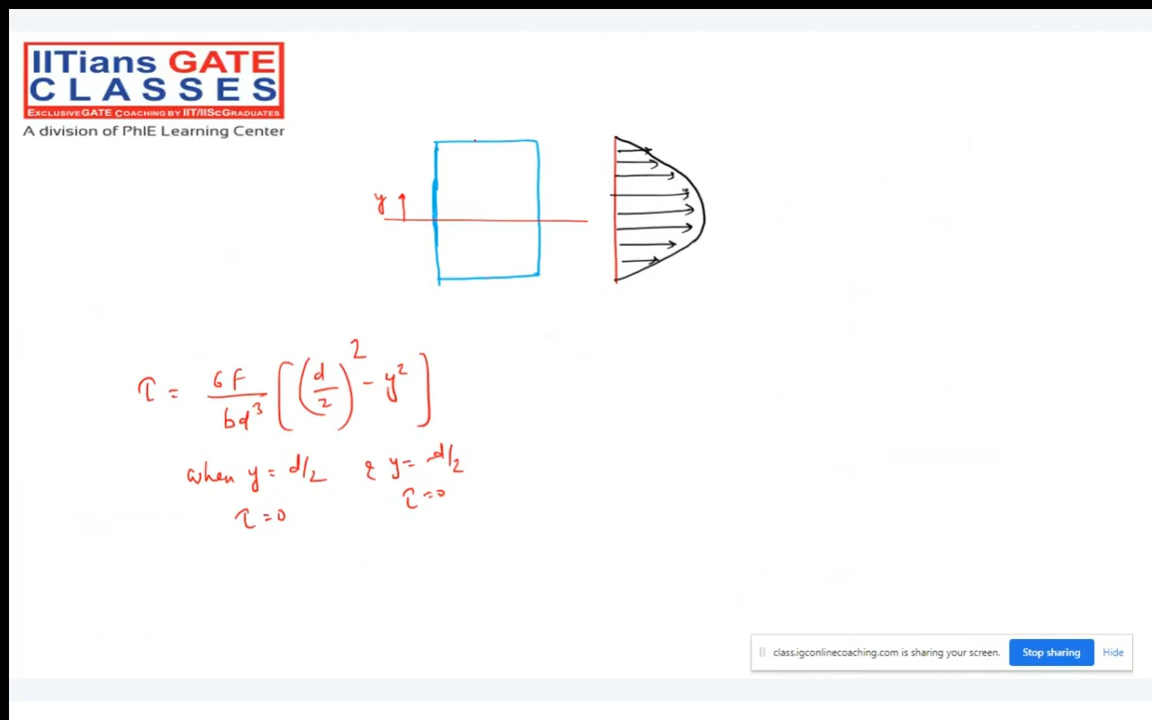 IITians GATE
CLASSES
EXCLUSIVE GATE COACHING BY IIT/IISc GRADUATES
A division of PhIE Learning Center
y
τ = 6F/bd³ [(d/2)² - y²]
when y = d/2 & y = -d/2
τ = 0 τ = 0
class.igconlinecoaching.com is sharing your screen. Stop sharing Hide